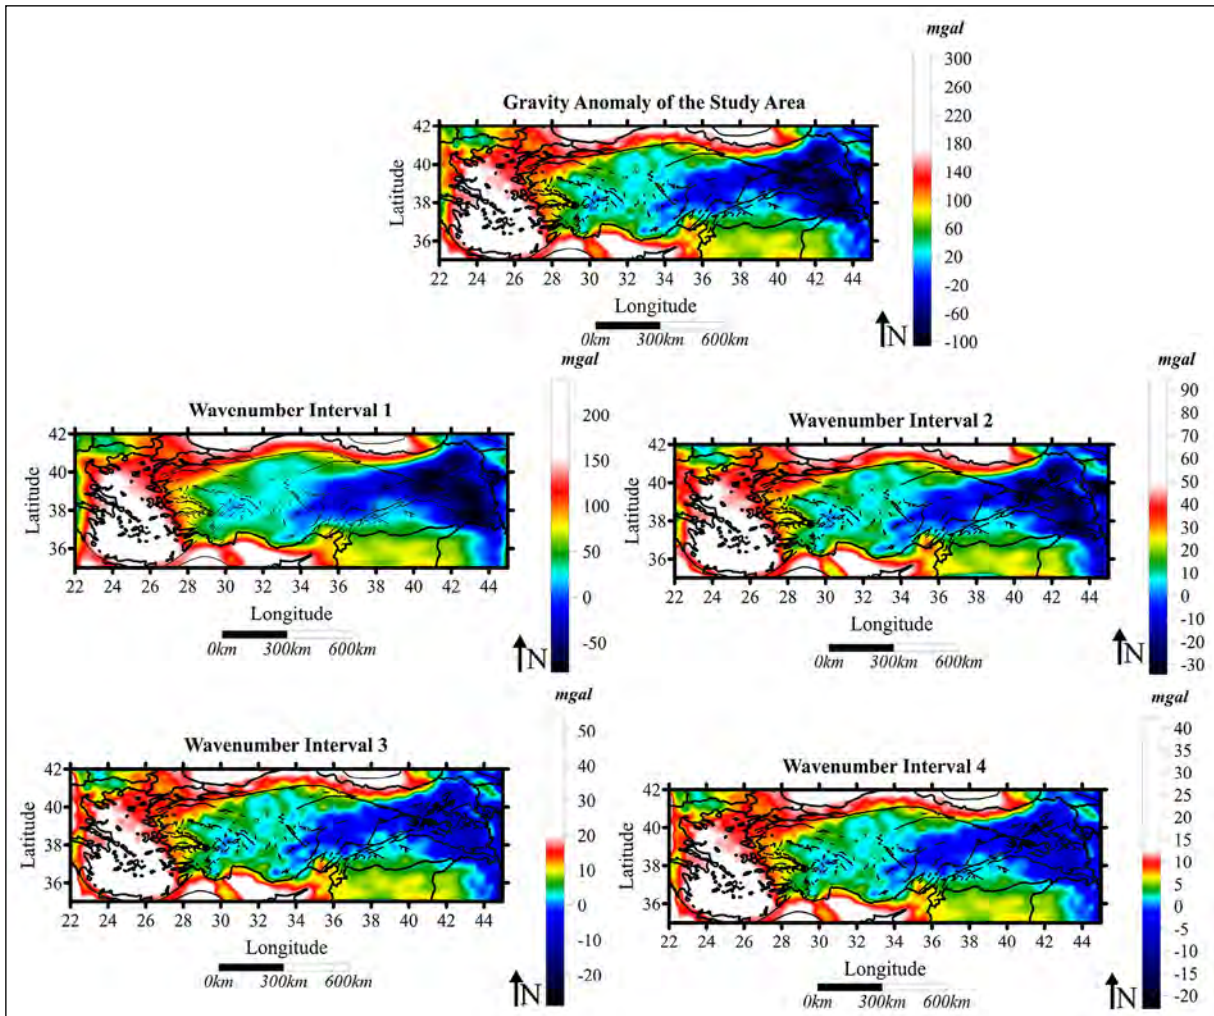 mgal
Gravity Anomaly of the Study Area
300
260
220
180
140
100
60
20
-20
-60
-100
42
40
38
36
Latitude
22 24 26 28 30 32 34 36 38 40 42 44
Longitude
0km 300km 600km
N
mgal
Wavenumber Interval 1
200
150
100
50
0
-50
42
40
38
36
Latitude
22 24 26 28 30 32 34 36 38 40 42 44
Longitude
0km 300km 600km
N
mgal
Wavenumber Interval 2
90
80
70
60
50
40
30
20
10
0
-10
-20
-30
42
40
38
36
Latitude
22 24 26 28 30 32 34 36 38 40 42 44
Longitude
0km 300km 600km
N
mgal
Wavenumber Interval 3
50
40
30
20
10
0
-10
-20
42
40
38
36
Latitude
22 24 26 28 30 32 34 36 38 40 42 44
Longitude
0km 300km 600km
N
mgal
Wavenumber Interval 4
40
35
30
25
20
15
10
5
0
-5
-10
-15
-20
42
40
38
36
Latitude
22 24 26 28 30 32 34 36 38 40 42 44
Longitude
0km 300km 600km
N